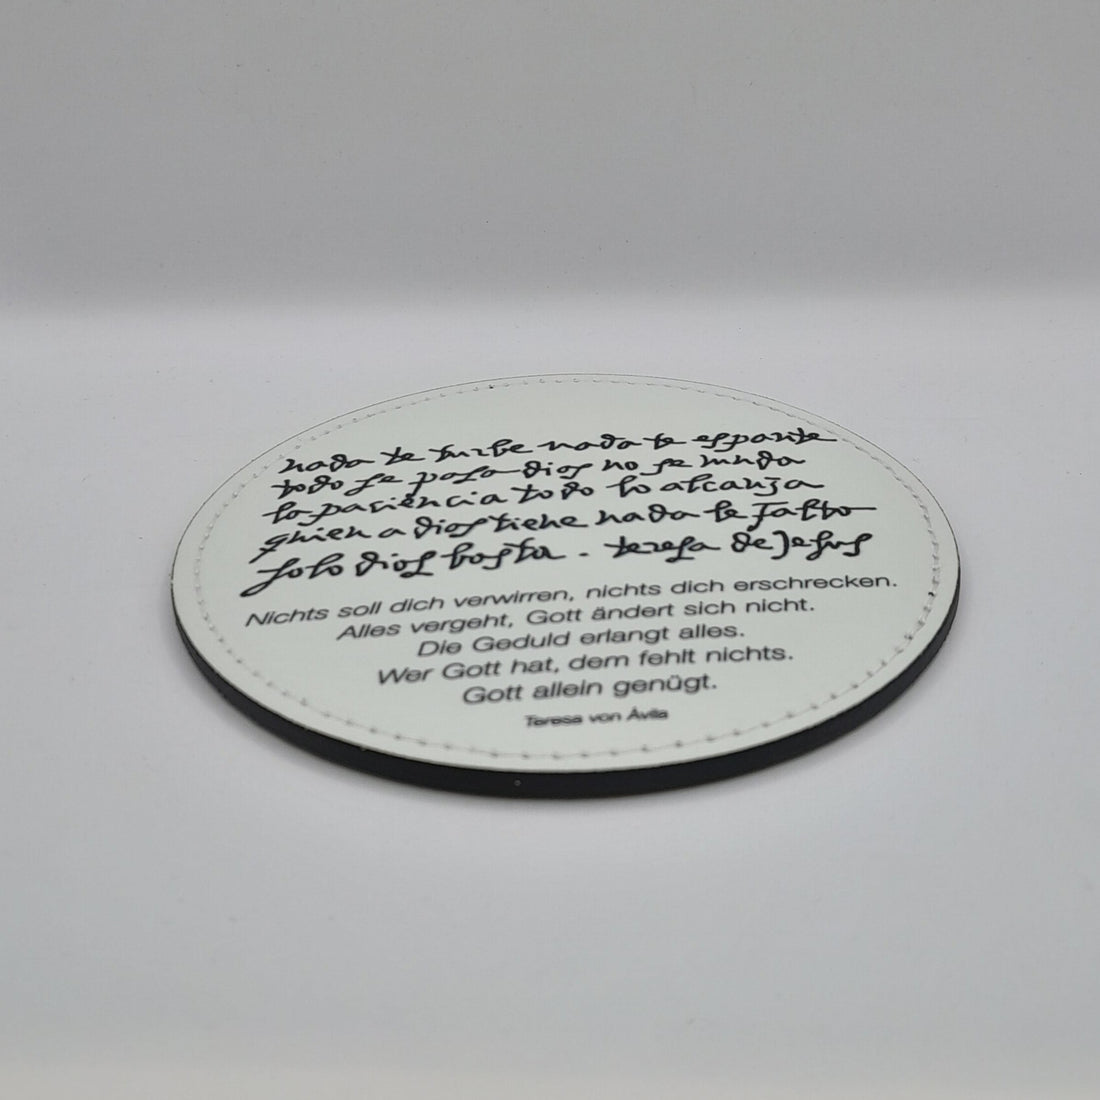 nada te turbe nada te espante
todo se pasa dios no se muda
la paciencia todo lo alcanza
quien a dios tiene nada le falta
solo dios basta . teresa de Jesus
Nichts soll dich verwirren, nichts dich erschrecken.
Alles vergeht, Gott ändert sich nicht.
Die Geduld erlangt alles.
Wer Gott hat, dem fehlt nichts.
Gott allein genügt.
Teresa von Ávila